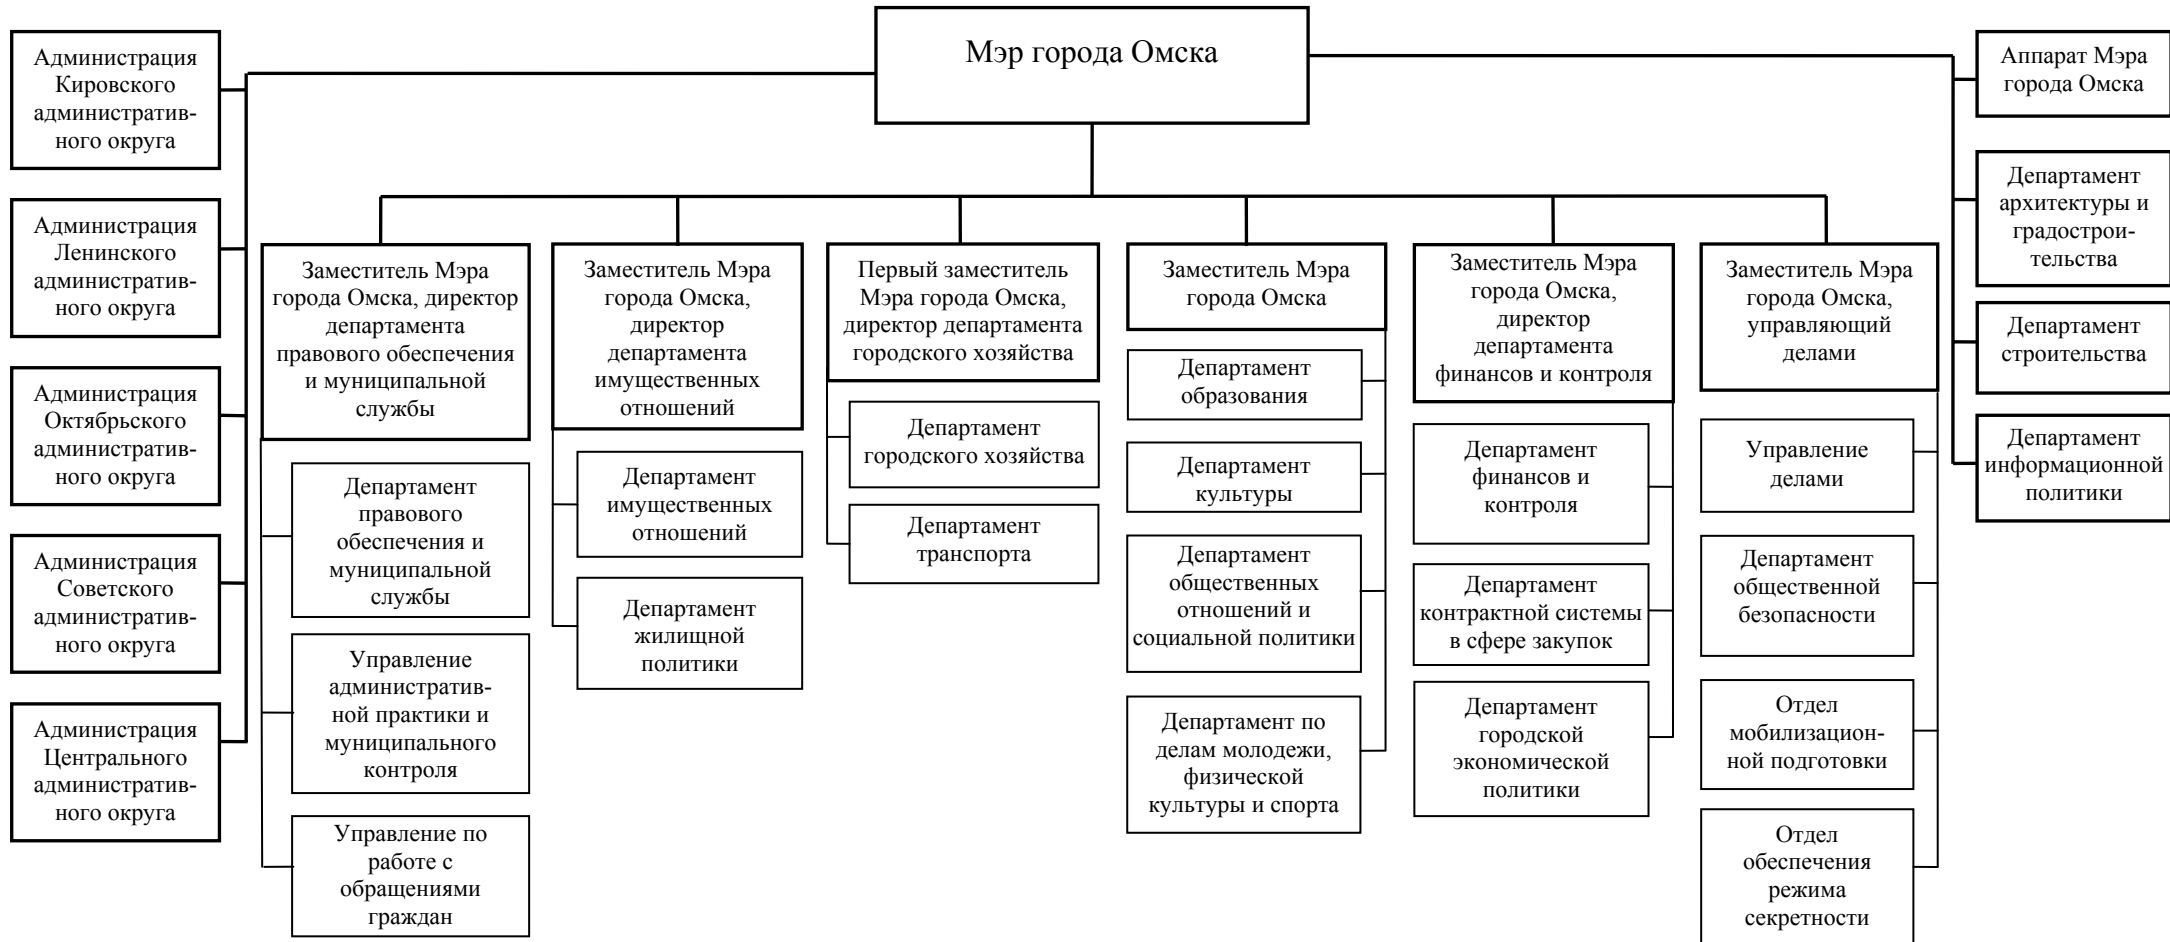 Мэр города Омска
Администрация
Кировского
административ-
ного округа
Администрация
Ленинского
административ-
ного округа
Администрация
Октябрьского
административ-
ного округа
Администрация
Советского
административ-
ного округа
Администрация
Центрального
административ-
ного округа
Заместитель Мэра
города Омска, директор
департамента
правового обеспечения
и муниципальной
службы
Департамент
правового
обеспечения и
муниципальной
службы
Управление
административ-
ной практики и
муниципального
контроля
Управление по
работе с
обращениями
граждан
Заместитель Мэра
города Омска,
директор
департамента
имущественных
отношений
Департамент
имущественных
отношений
Департамент
жилищной
политики
Первый заместитель
Мэра города Омска,
директор департамента
городского хозяйства
Департамент
городского хозяйства
Департамент
транспорта
Заместитель Мэра
города Омска
Департамент
образования
Департамент
культуры
Департамент
общественных
отношений и
социальной политики
Департамент по
делам молодежи,
физической
культуры и спорта
Заместитель Мэра
города Омска,
директор
департамента
финансов и контроля
Департамент
финансов и
контроля
Департамент
контрактной системы
в сфере закупок
Департамент
городской
экономической
политики
Заместитель Мэра
города Омска,
управляющий
делами
Управление
делами
Департамент
общественной
безопасности
Отдел
мобилизацион-
ной подготовки
Отдел
обеспечения
режима
секретности
Аппарат Мэра
города Омска
Департамент
архитектуры и
градострои-
тельства
Департамент
строительства
Департамент
информационной
политики